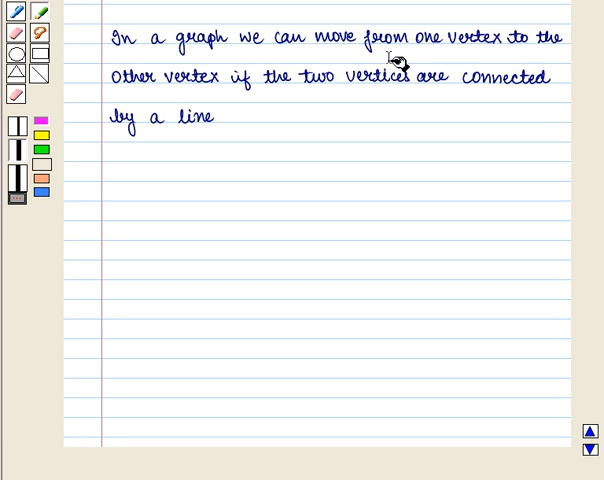 In a graph we can move from one vertex to the
other vertex if the two vertices are connected
by a line